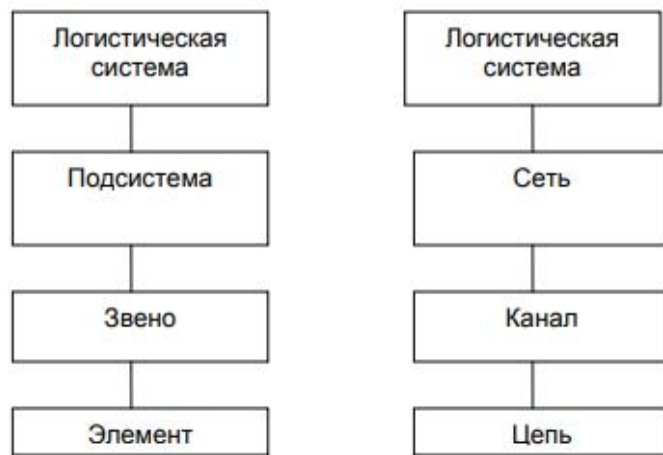 Логистическая
система
Подсистема
Звено
Элемент
Логистическая
система
Сеть
Канал
Цепь